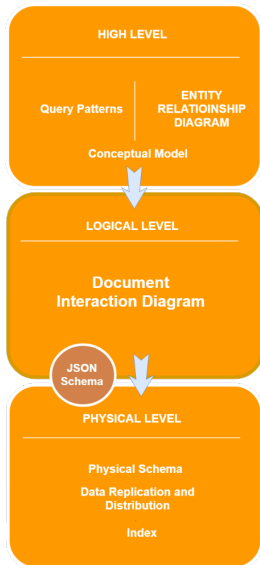 HIGH LEVEL
Query Patterns
ENTITY
RELATIOINSHIP
DIAGRAM
Conceptual Model
LOGICAL LEVEL
Document
Interaction Diagram
JSON
Schema
PHYSICAL LEVEL
Physical Schema
Data Replication and
Distribution
Index